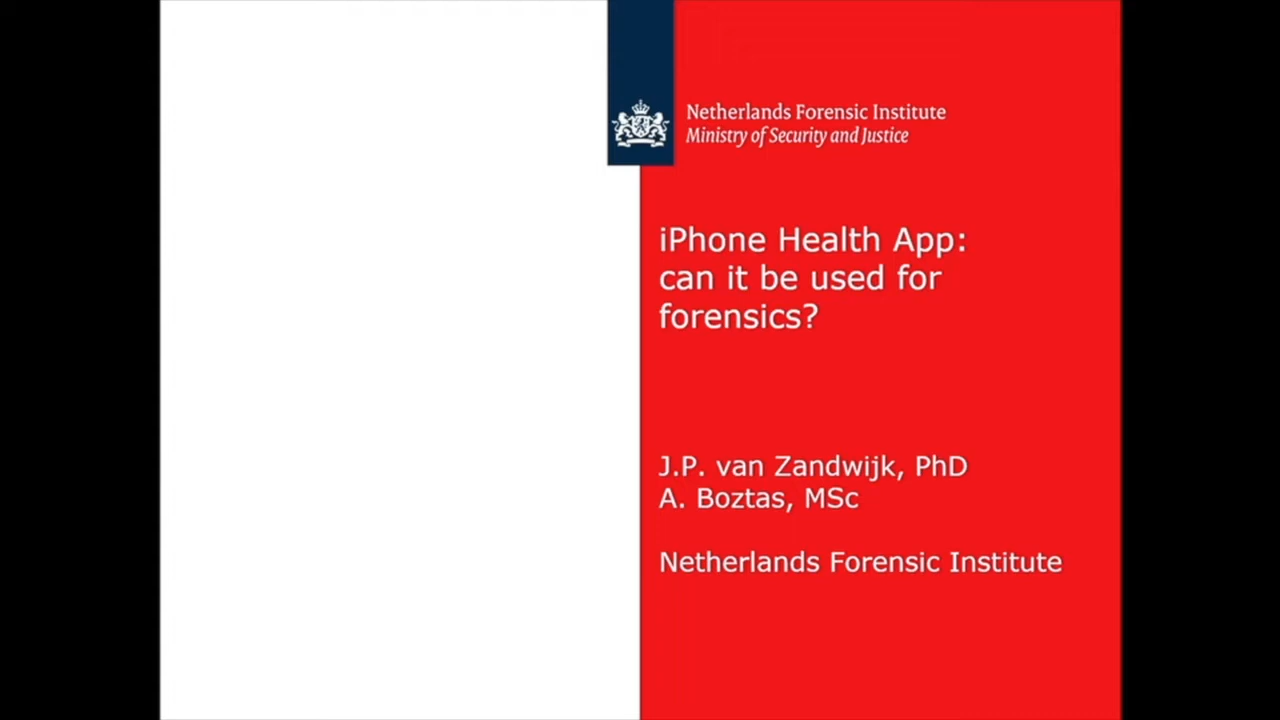 Netherlands Forensic Institute
Ministry of Security and Justice
iPhone Health App:
can it be used for
forensics?
J.P. van Zandwijk, PhD
A. Boztas, MSc
Netherlands Forensic Institute